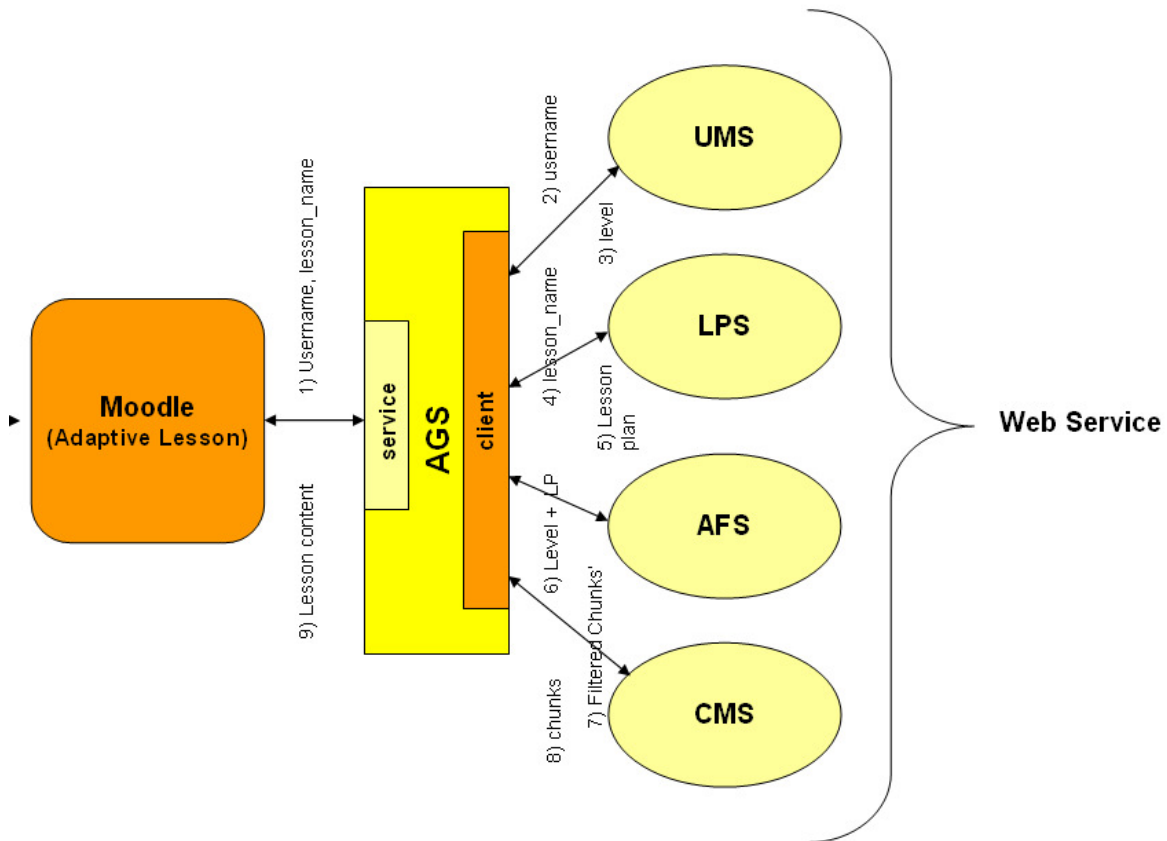 Moodle
(Adaptive Lesson)
1) Username, lesson_name
9) Lesson content
service
AGS
client
2) username
3) level
4) lesson_name
5) Lesson
plan
6) Level + LP
7) Filtered Chunks'
8) chunks
UMS
LPS
AFS
CMS
Web Service